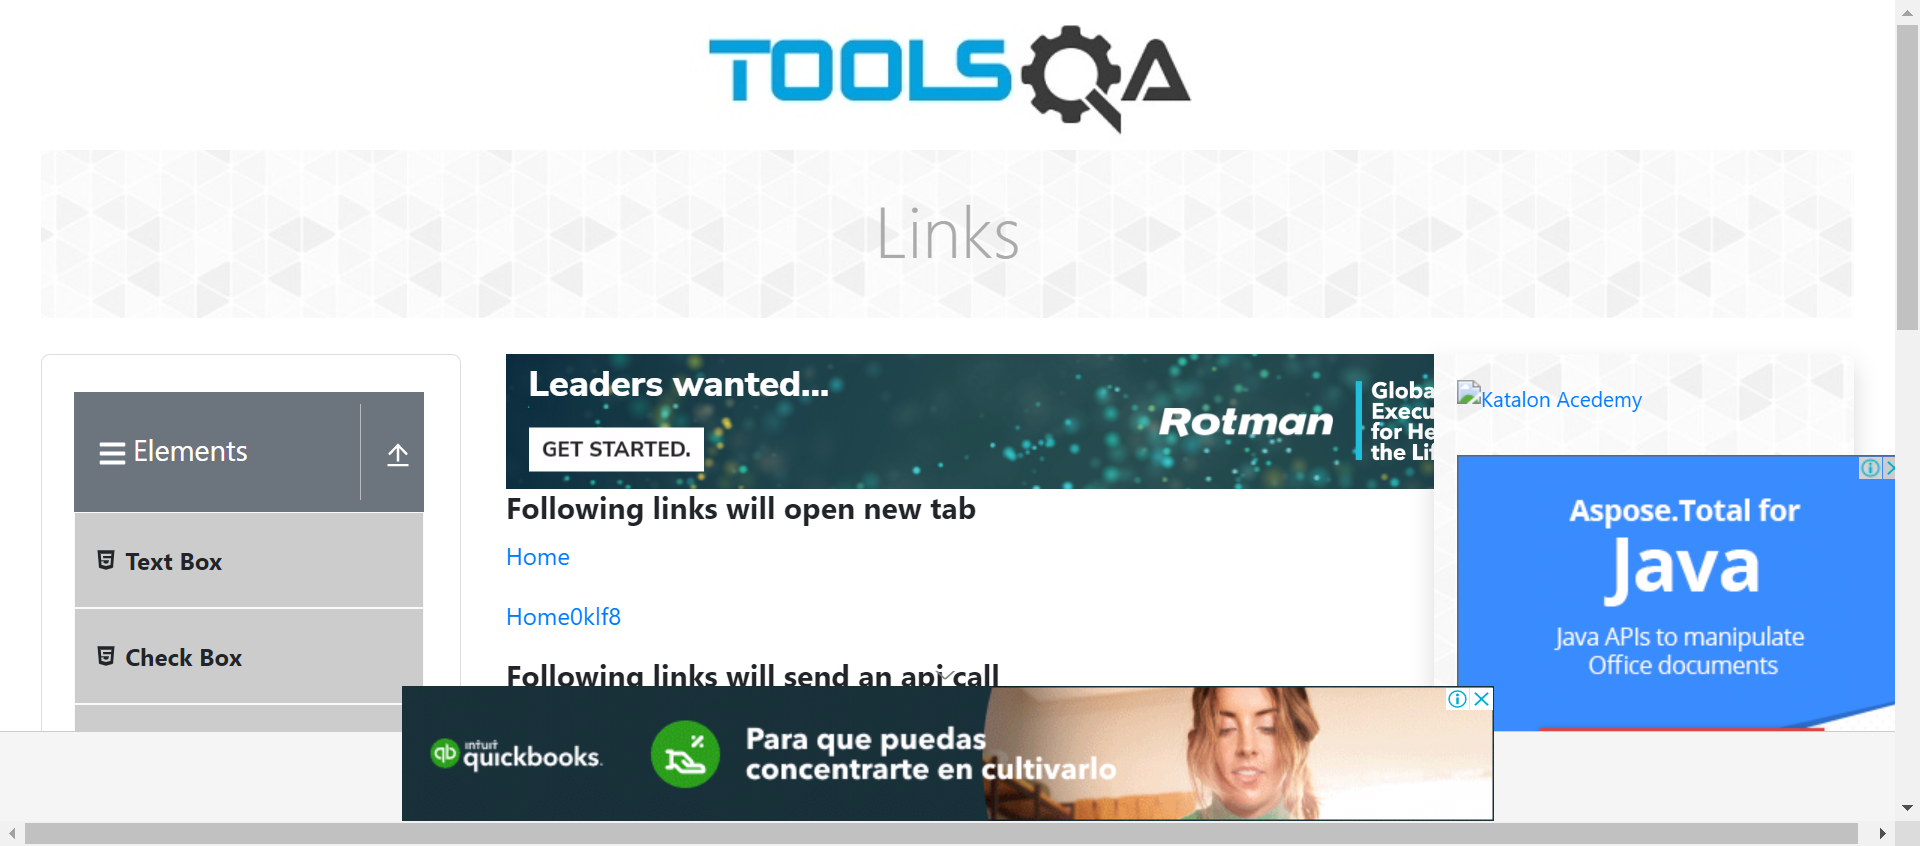 TOOLSQA
Links
Elements
Text Box
Check Box
Leaders wanted...
GET STARTED.
Rotman
Globa
Execu
for He
the Lif
Following links will open new tab
Home
Home0klf8
Following links will send an api call
Katalon Acedemy
Aspose.Total for
Java
Java APIs to manipulate
Office documents
qb
intuit
quickbooks.
Para que puedas
concentrarte en cultivarlo